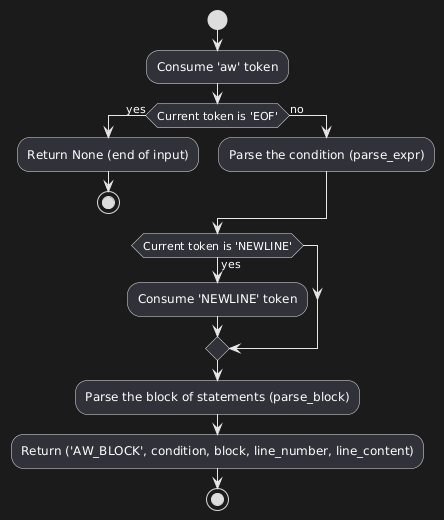 Consume 'aw' token
yes
Current token is 'EOF'
no
Return None (end of input)
Parse the condition (parse_expr)
Current token is 'NEWLINE'
yes
Consume 'NEWLINE' token
Parse the block of statements (parse_block)
Return ('AW_BLOCK', condition, block, line_number, line_content)